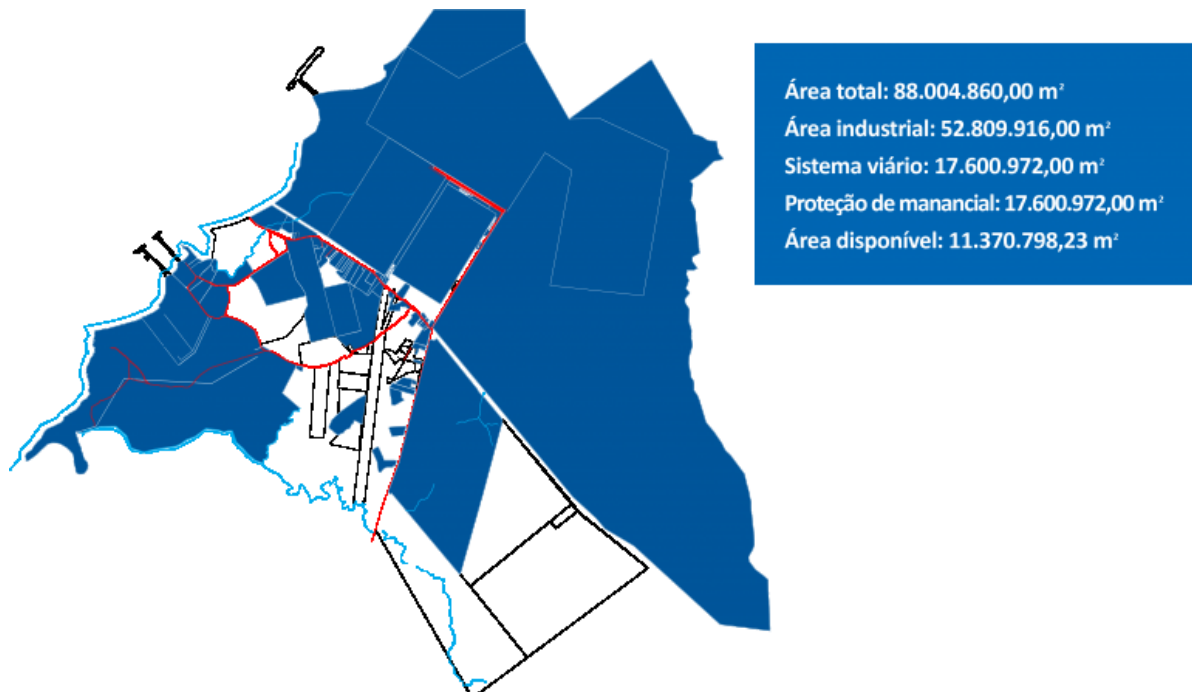 Área total: 88.004.860,00 m²
Área industrial: 52.809.916,00 m²
Sistema viário: 17.600.972,00 m²
Proteção de manancial: 17.600.972,00 m²
Área disponível: 11.370.798,23 m²